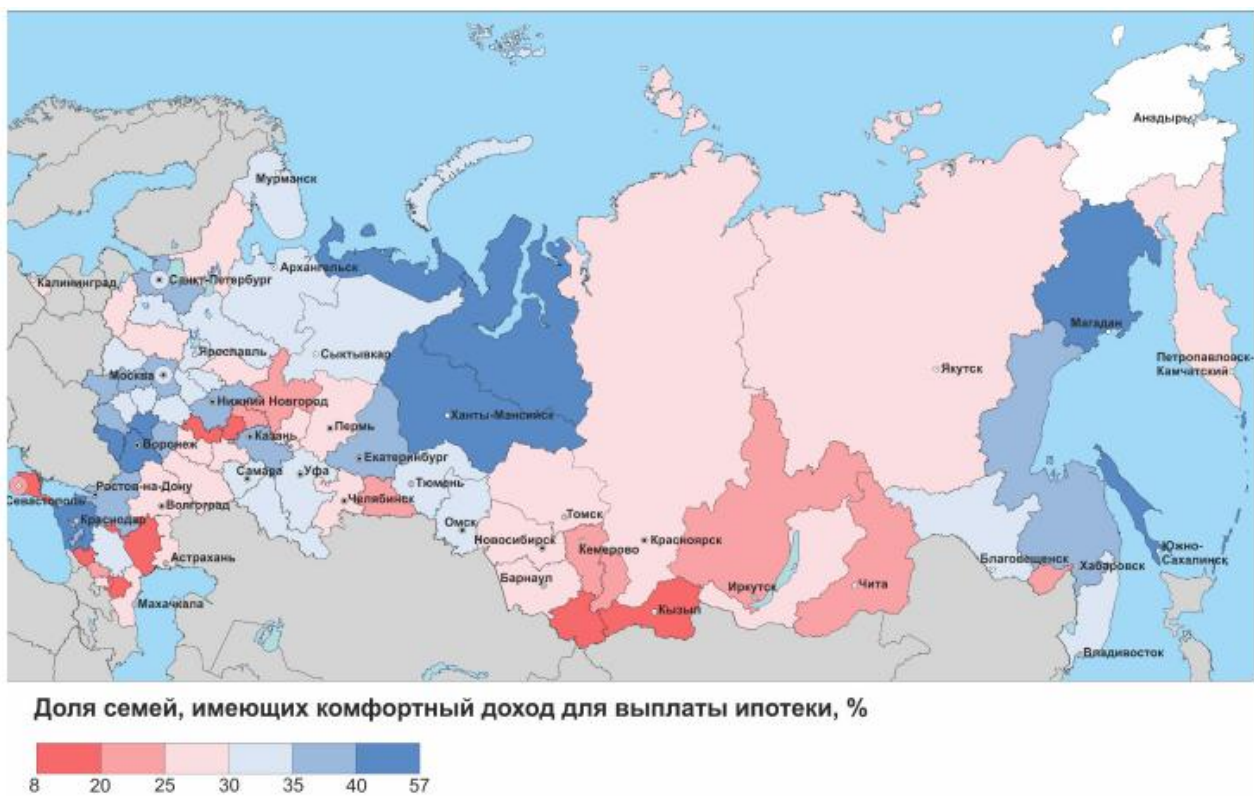 Анадырь
Мурманск
Архангельск
Санкт-Петербург
Калининград
Магадан
Ярославль
Сыктывкар
Петропавловск-
Камчатский
Якутск
Москва
Нижний Новгород
Ханты-Мансийск
Пермь
Казань
Воронеж
Екатеринбург
Самара
Уфа
Тюмень
Севастополь
Ростов-на-Дону
Челябинск
Волгоград
Краснодар
Омск
Томск
Новосибирск
Кемерово
Красноярск
Астрахань
Благовещенск
Хабаровск
Южно-
Сахалинск
Барнаул
Иркутск
Чита
Махачкала
Кызыл
Владивосток
Доля семей, имеющих комфортный доход для выплаты ипотеки, %
8 20 25 30 35 40 57